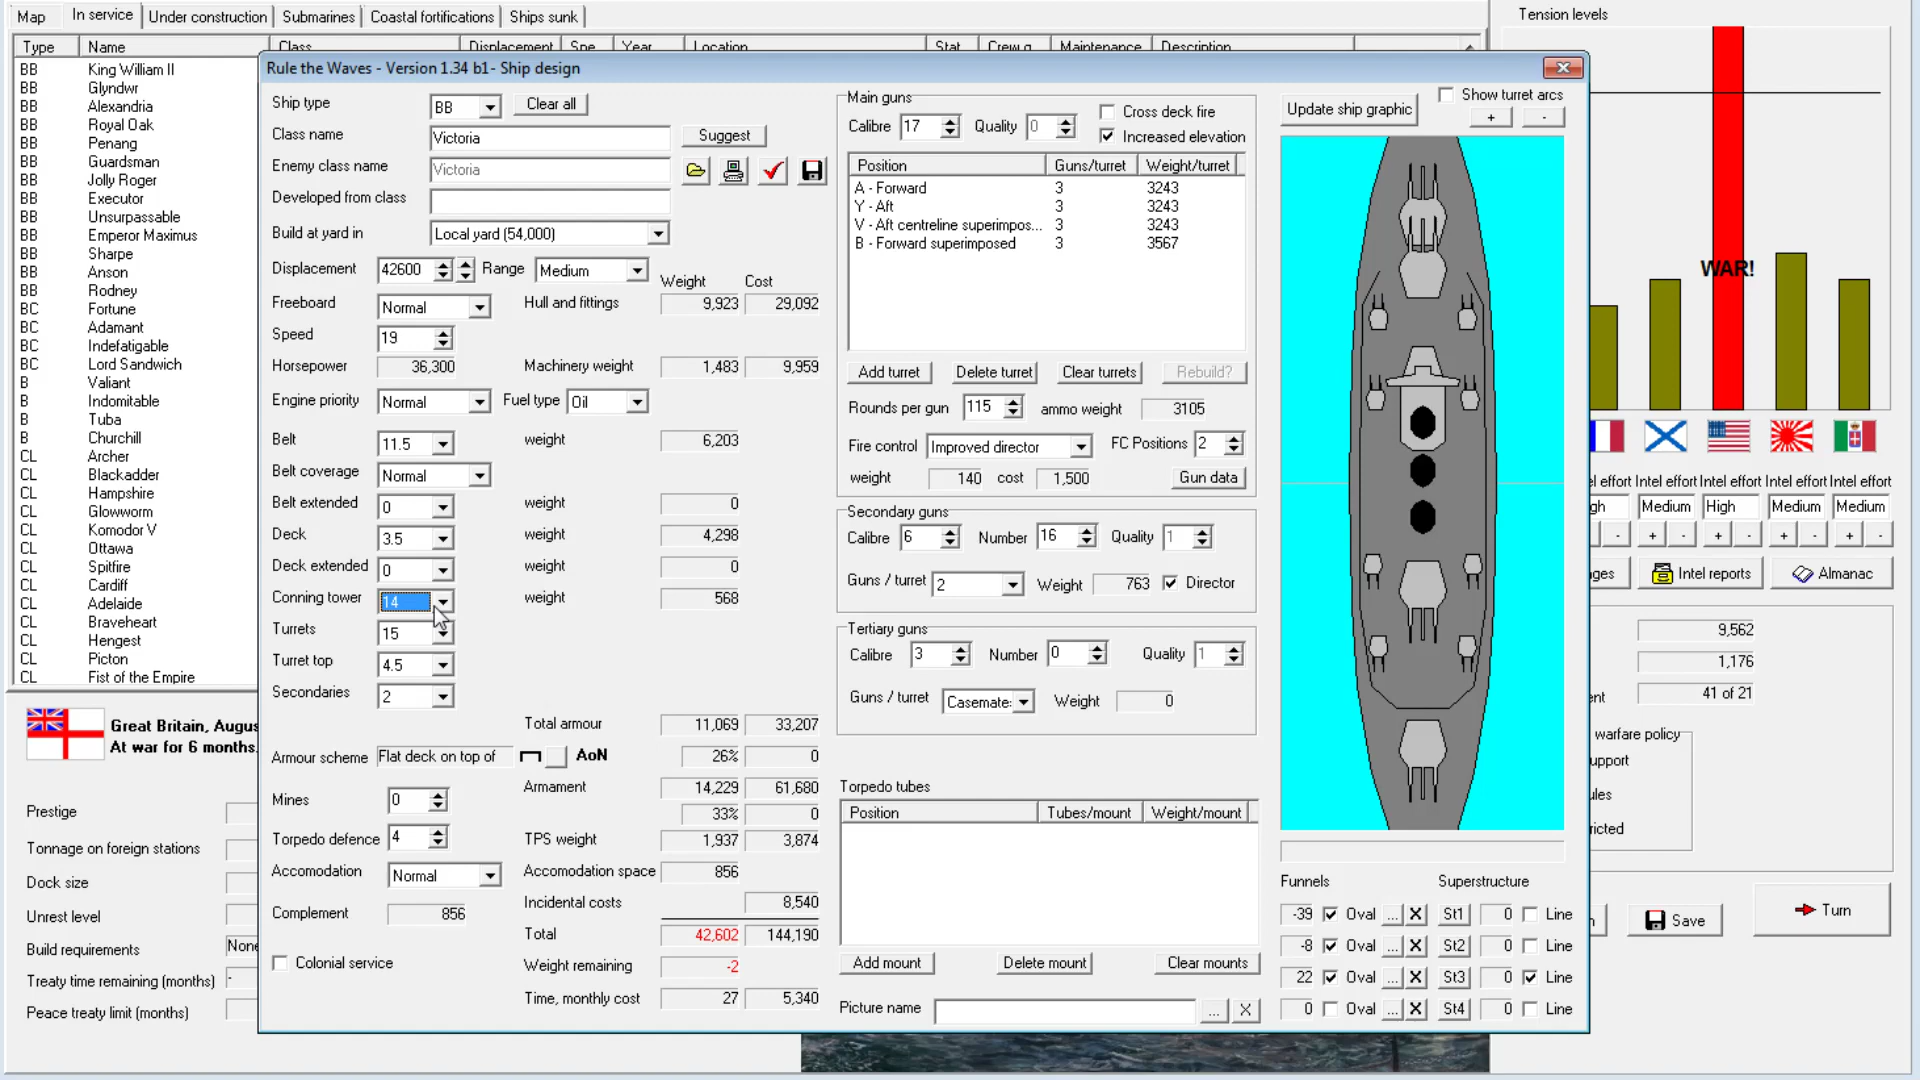 Map In service Under construction Submarines Coastal fortifications Ships sunk
Type Name Class Displacement Spe Year Location Stat Crew q Maintenance Description
BB King William II
BB Glyndwr
BB Alexandria
BB Royal Oak
BB Penang
BB Guardsman
BB Jolly Roger
BB Executor
BB Unsurpassable
BB Emperor Maximus
BB Sharpe
BB Anson
BB Rodney
BC Fortune
BC Adamant
BC Indefatigable
BC Lord Sandwich
B Valiant
B Indomitable
B Tuba
B Churchill
CL Archer
CL Blackadder
CL Hampshire
CL Glowworm
CL Komodor V
CL Ottawa
CL Spitfire
CL Cardiff
CL Adelaide
CL Braveheart
CL Hengest
CL Picton
CL Fist of the Empire
Great Britain, Augus
At war for 6 months.
Prestige
Tonnage on foreign stations
Dock size
Unrest level
Build requirements None
Treaty time remaining (months) -
Peace treaty limit (months)
Rule the Waves - Version 1.34 b1- Ship design
Ship type BB Clear all
Class name Victoria Suggest
Enemy class name Victoria
Developed from class
Build at yard in Local yard (54,000)
Displacement 42600 Range Medium Weight Cost
Freeboard Normal Hull and fittings 9,923 29,092
Speed 19
Horsepower 36,300 Machinery weight 1,483 9,959
Engine priority Normal Fuel type Oil
Belt 11.5 weight 6,203
Belt coverage Normal
Belt extended 0 weight 0
Deck 3.5 weight 4,298
Deck extended 0 weight 0
Conning tower 14 weight 568
Turrets 15
Turret top 4.5
Secondaries 2
Total armour 11,069 33,207
Armour scheme Flat deck on top of AoN 26% 0
Armament 14,229 61,680
Mines 0 33% 0
Torpedo defence 4 TPS weight 1,937 3,874
Accomodation Normal Accomodation space 856
Incidental costs 8,540
Complement 856
Total 42,602 144,190
Colonial service Weight remaining -2
Time, monthly cost 27 5,340
Main guns
Calibre 17 Quality 0 Cross deck fire
Increased elevation
Position Guns/turret Weight/turret
A - Forward 3 3243
Y - Aft 3 3243
V - Aft centreline superimpos... 3 3243
B - Forward superimposed 3 3567
Add turret Delete turret Clear turrets Rebuild?
Rounds per gun 115 ammo weight 3105
Fire control Improved director FC Positions 2
weight 140 cost 1,500 Gun data
Secondary guns
Calibre 6 Number 16 Quality 1
Guns / turret 2 Weight 763 Director
Tertiary guns
Calibre 3 Number 0 Quality 1
Guns / turret Casemate: Weight 0
Torpedo tubes
Position Tubes/mount Weight/mount
Add mount Delete mount Clear mounts
Picture name ... X
Update ship graphic Show turret arcs
+ -
Funnels Superstructure
-39 Oval ... X St1 0 Line
-8 Oval ... X St2 0 Line
22 Oval ... X St3 0 Line
0 Oval ... X St4 0 Line
Tension levels
WAR!
l effort Intel effort Intel effort Intel effort Intel effort
gh Medium High Medium Medium
- + - + - + - + -
ges Intel reports Almanac
9,562
1,176
ent 41 of 21
warfare policy
upport
ules
ricted
n Save Turn